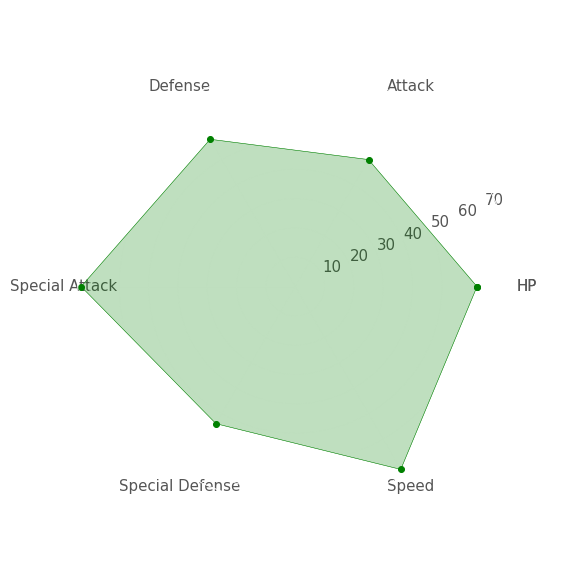 Defense
Attack
70
60
50
40
30
20
10
Special Attack
HP
Special Defense
Speed